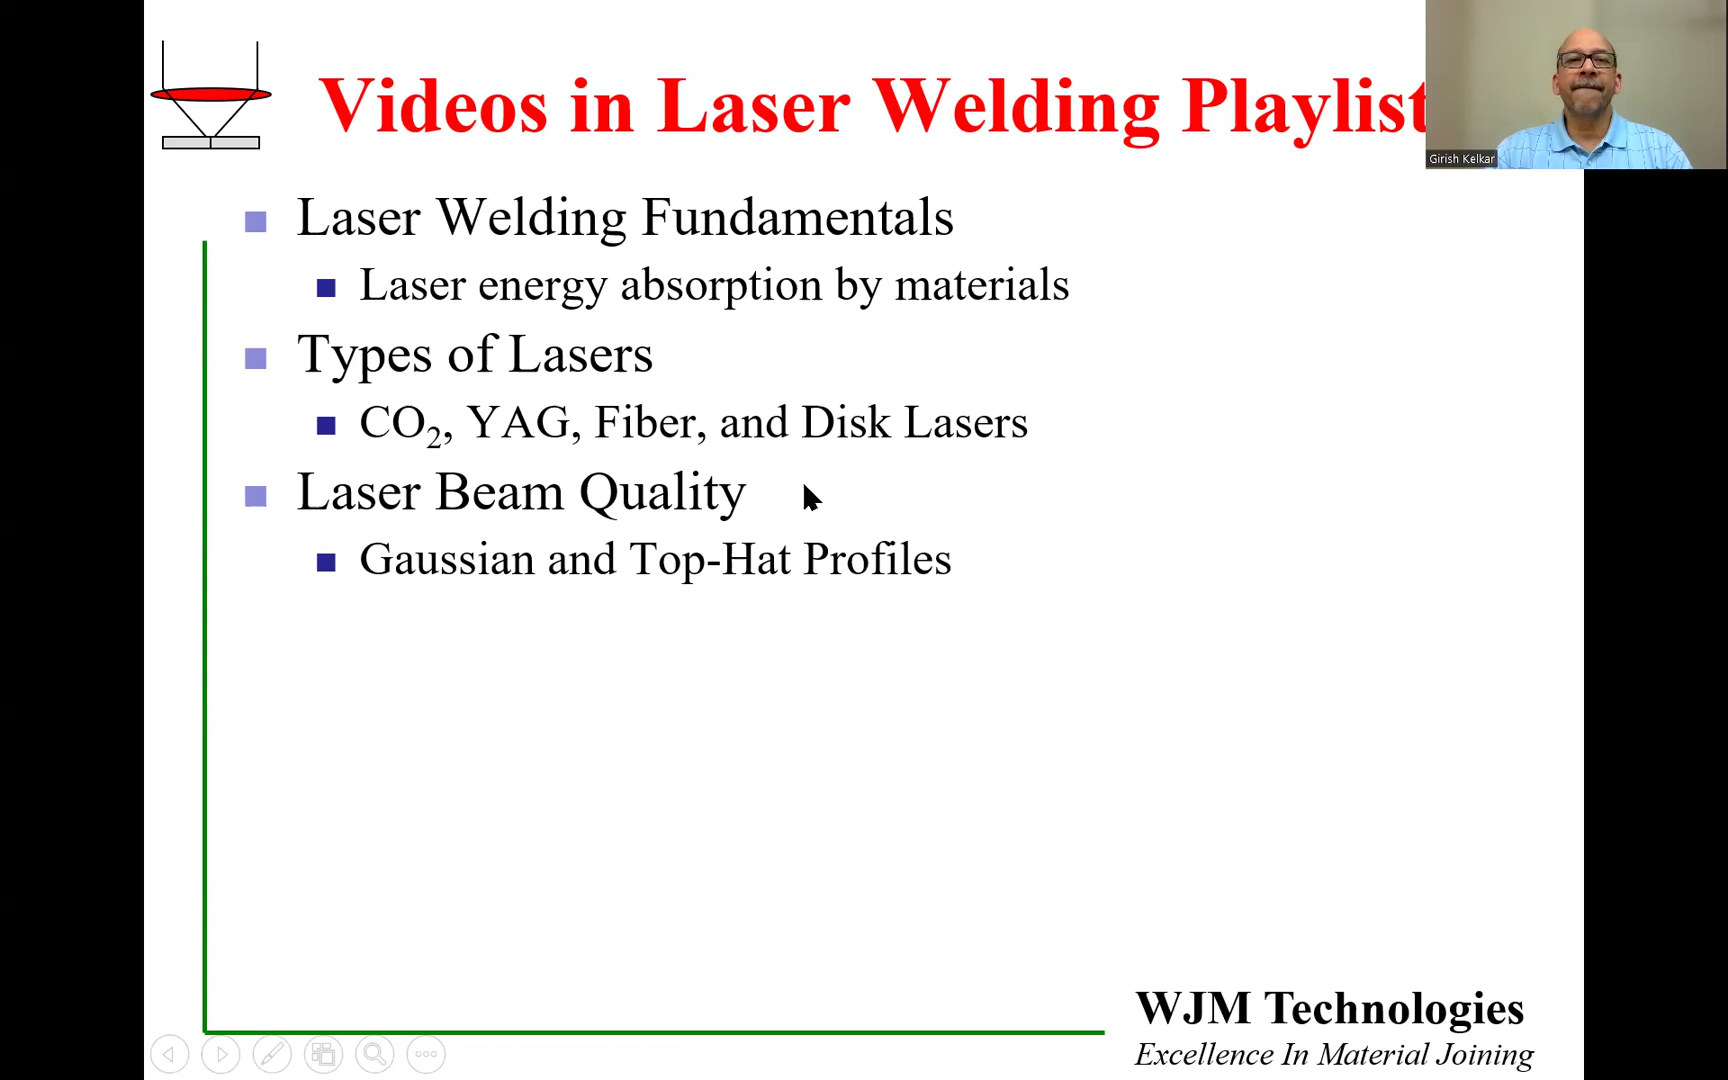 Videos in Laser Welding Playlist
Girish Kelkar
Laser Welding Fundamentals
Laser energy absorption by materials
Types of Lasers
CO₂, YAG, Fiber, and Disk Lasers
Laser Beam Quality
Gaussian and Top-Hat Profiles
WJM Technologies
Excellence In Material Joining